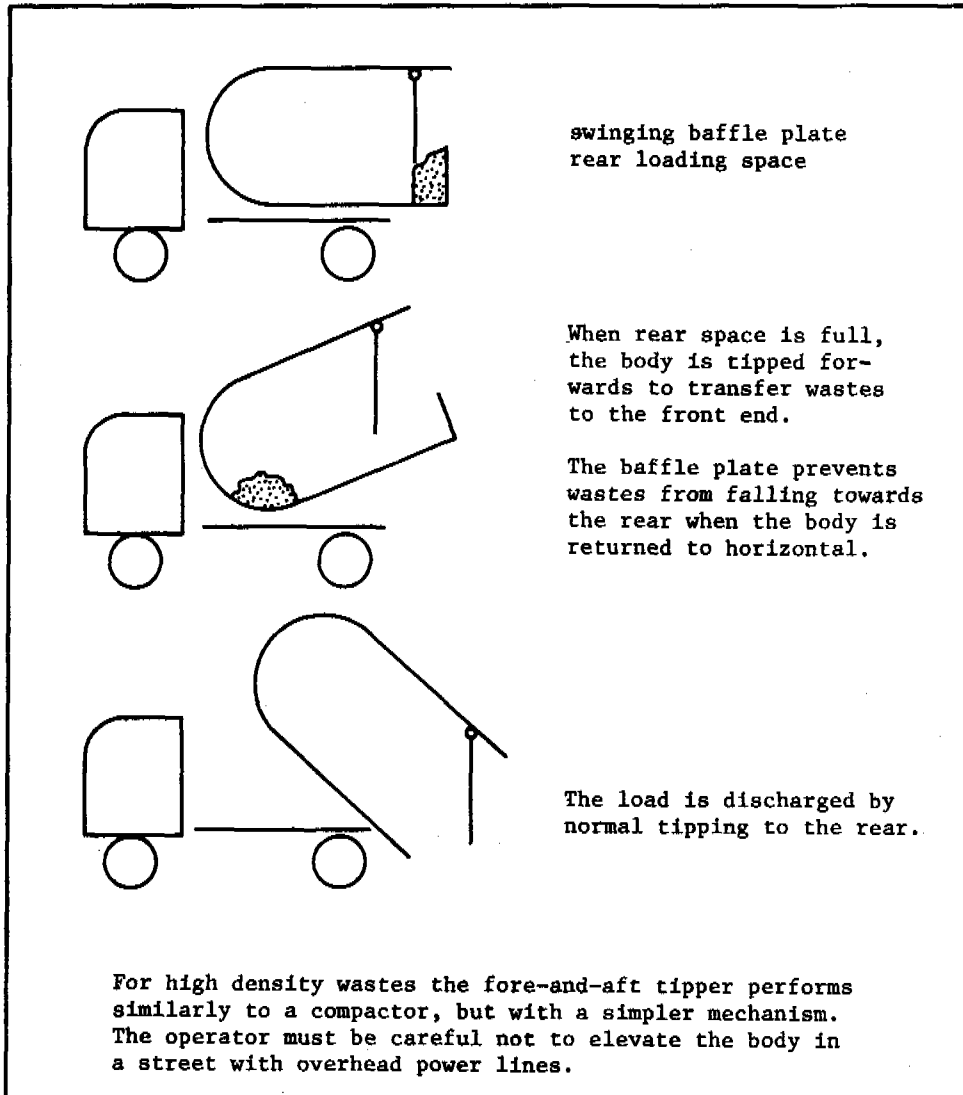 swinging baffle plate
rear loading space
When rear space is full,
the body is tipped for-
wards to transfer wastes
to the front end.
The baffle plate prevents
wastes from falling towards
the rear when the body is
returned to horizontal.
The load is discharged by
normal tipping to the rear.
For high density wastes the fore-and-aft tipper performs
similarly to a compactor, but with a simpler mechanism.
The operator must be careful not to elevate the body in
a street with overhead power lines.